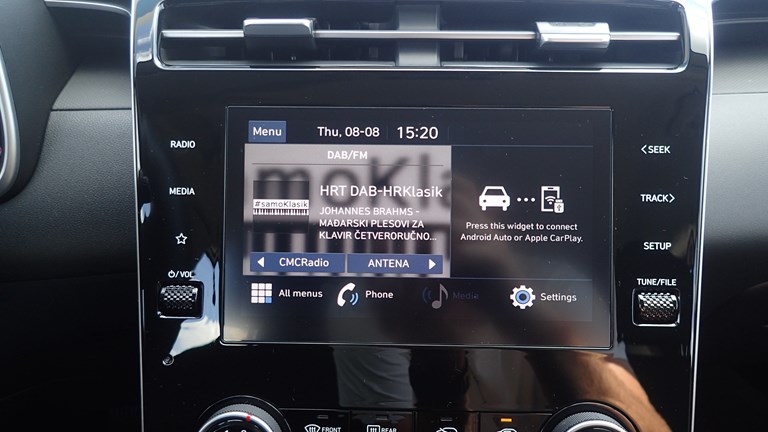 Menu Thu, 08-08 15:20
DAB/FM
HRT DAB-HRKlasik
#samoKlasik
JOHANNES BRAHMS -
MAĐARSKI PLESOVI ZA
KLAVIR ČETVERORUČNO...
CMCRadio ANTENA
Press this widget to connect
Android Auto or Apple CarPlay.
All menus Phone Media Settings
RADIO
MEDIA
⏻/VOL
<SEEK
TRACK>
SETUP
TUNE/FILE
FRONT REAR